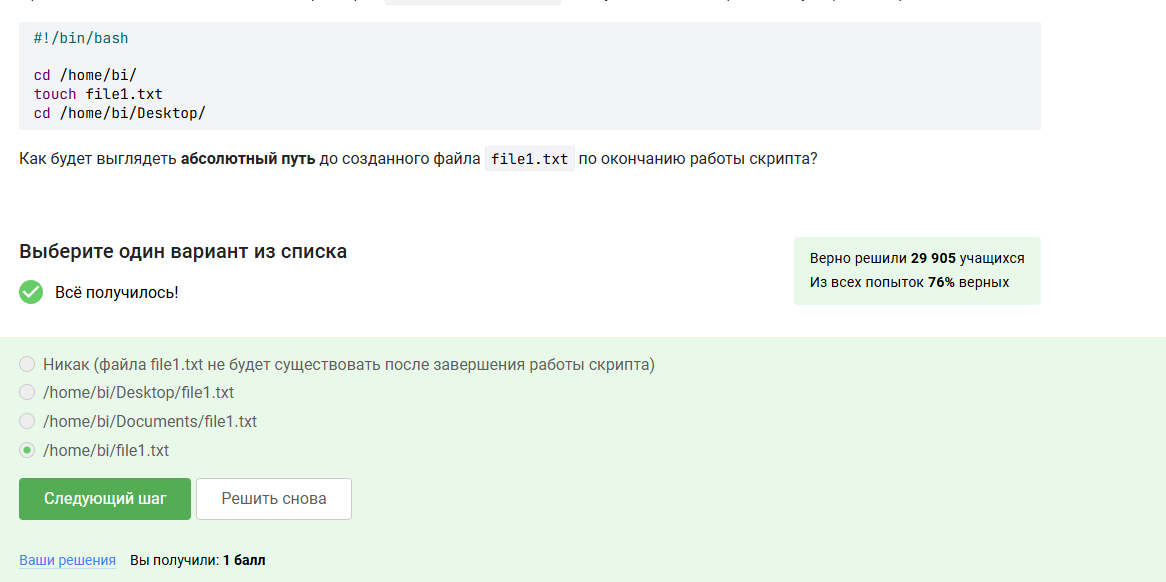 #!/bin/bash
cd /home/bi/
touch file1.txt
cd /home/bi/Desktop/
Как будет выглядеть абсолютный путь до созданного файла file1.txt по окончанию работы скрипта?
Выберите один вариант из списка
Верно решили 29 905 учащихся
Из всех попыток 76% верных
Всё получилось!
Никак (файла file1.txt не будет существовать после завершения работы скрипта)
/home/bi/Desktop/file1.txt
/home/bi/Documents/file1.txt
/home/bi/file1.txt
Следующий шаг
Решить снова
Ваши решения Вы получили: 1 балл